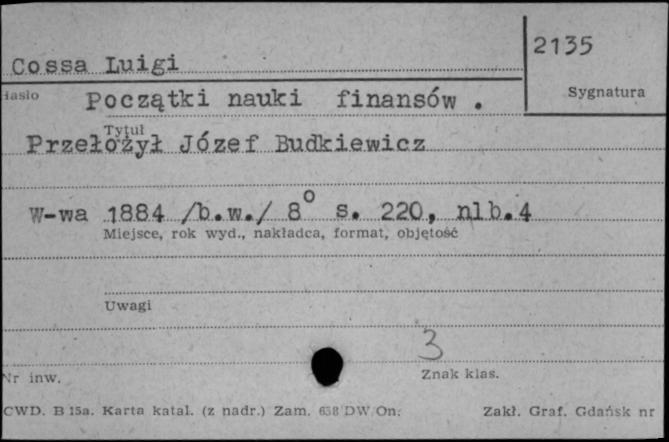 2135
Cossa Luigi
Hasło
Sygnatura
Początki nauki finansów .
Tytuł
Przełożył Józef Budkiewicz
W-wa 1884 /b.w./ 8° s. 220, nlb.4
Miejsce, rok wyd., nakładca, format, objętość
Uwagi
3
Nr inw.
Znak klas.
CWD. B 15a. Karta katal. (z nadr.) Zam. 658 DW/On.
Zakł. Graf. Gdańsk nr